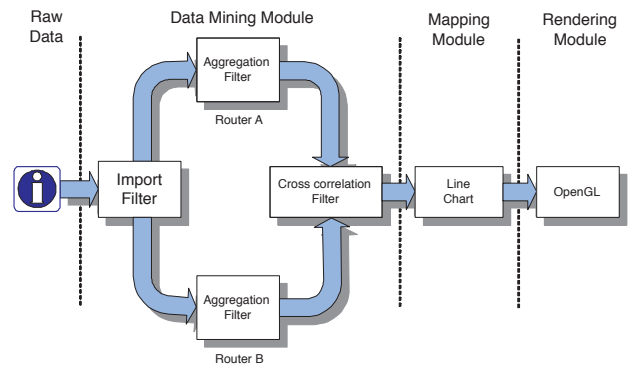 Raw
Data
Data Mining Module
Mapping
Module
Rendering
Module
Aggregation
Filter
Router A
Import
Filter
Cross correlation
Filter
Line
Chart
OpenGL
Aggregation
Filter
Router B